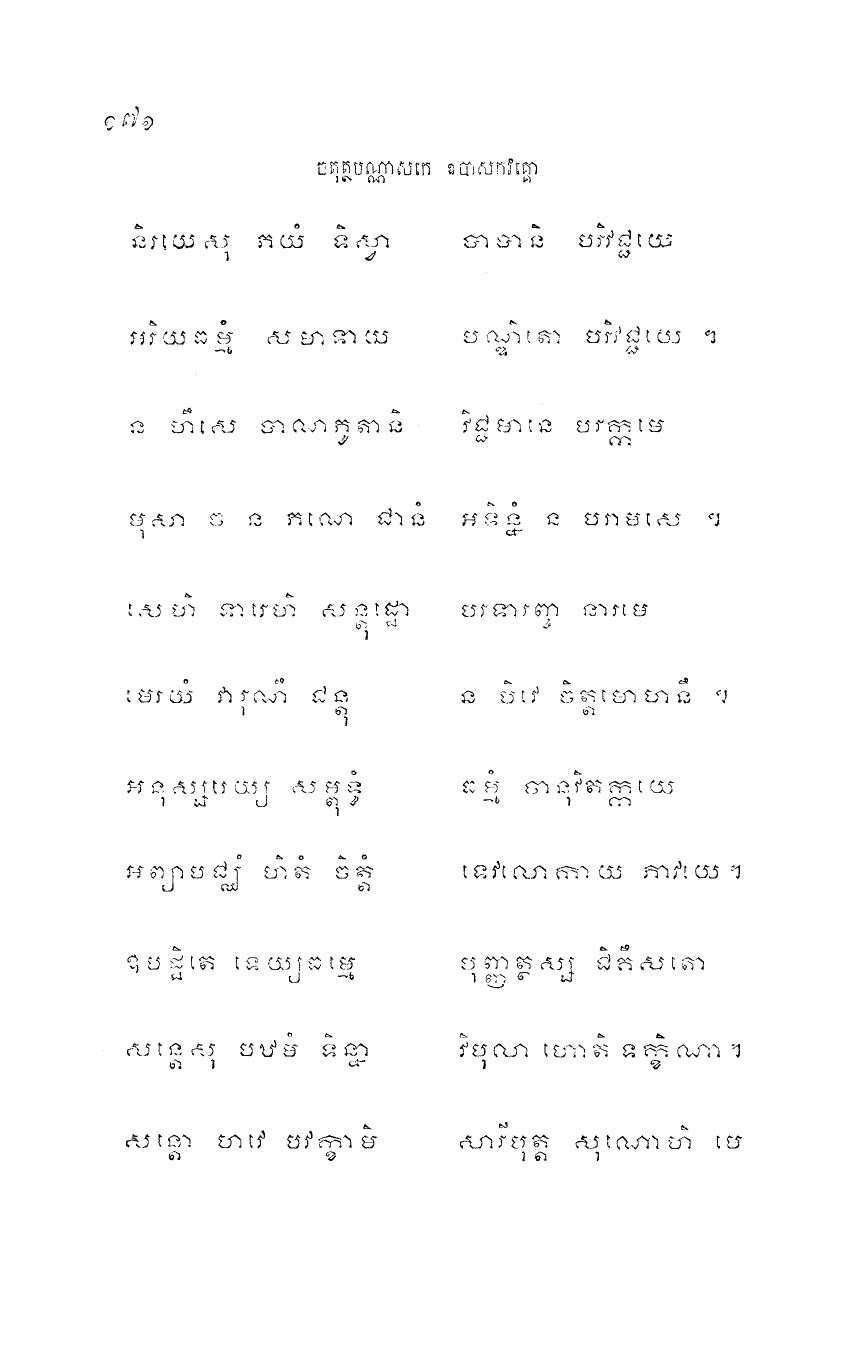 ១៧១
ចតុត្ថបណ្ណាសកេ ឧបាសកវគ្គោ
និរយេសុ ភយំ ទិស្វា បាបានិ បរិវជ្ជយេ
អរិយធម្មំ សមាទាយ បណ្ឌិតោ បរិវជ្ជយេ ។
ន ហឹសេ បាណភូតានិ វិជ្ជមានេ បរក្កមេ
មុសា ច ន ភណេ ជានំ អទិន្នំ ន បរាមសេ ។
សេហិ ទារេហិ សន្តុដ្ឋោ បរទារញ្ច នារមេ
មេរយំ វារុណឹ ជន្តុ ន បិវេ ចិត្តមោហនឹ ។
អនុស្សរេយ្យ សម្ពុទ្ធំ ធម្មំ ចានុវិតក្កយេ
អព្យាបជ្ឈំ ហិតំ ចិត្តំ ទេវលោកាយ ភាវយេ ។
ឧបដ្ឋិតេ ទេយ្យធម្មេ បុញ្ញត្ថស្ស ជិគឹសតោ
សន្តេសុ បឋមំ ទិន្នា វិបុលា ហោតិ ទក្ខិណា ។
សន្តោ ហវេ បវក្ខាមិ សារីបុត្ត សុណោហិ មេ